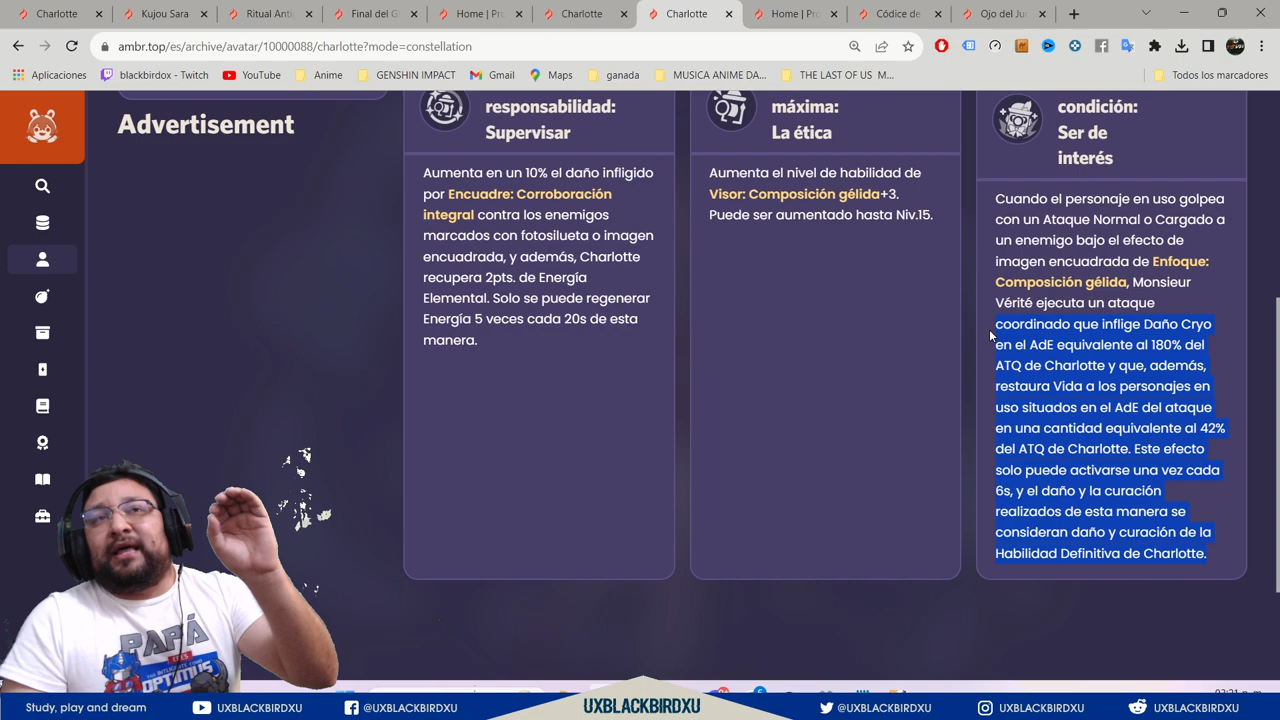 Charlotte
Kujou Sara
Ritual Anti
Final del G
Home | Pro
Charlotte
Charlotte
Home | Pro
Códice de
Ojo del Ju
ambr.top/es/archive/avatar/10000088/charlotte?mode=constellation
Aplicaciones
blackbirdox - Twitch
YouTube
Anime
GENSHIN IMPACT
Gmail
Maps
ganada
MUSICA ANIME DA...
THE LAST OF US M...
Todos los marcadores
Advertisement
responsabilidad:
Supervisar
Aumenta en un 10% el daño infligido
por Encuadre: Corroboración
integral contra los enemigos
marcados con fotosilueta o imagen
encuadrada, y además, Charlotte
recupera 2pts. de Energía
Elemental. Solo se puede regenerar
Energía 5 veces cada 20s de esta
manera.
máxima:
La ética
Aumenta el nivel de habilidad de
Visor: Composición gélida+3.
Puede ser aumentado hasta Niv.15.
condición:
Ser de
interés
Cuando el personaje en uso golpea
con un Ataque Normal o Cargado a
un enemigo bajo el efecto de
imagen encuadrada de Enfoque:
Composición gélida, Monsieur
Vérité ejecuta un ataque
coordinado que inflige Daño Cryo
en el AdE equivalente al 180% del
ATQ de Charlotte y que, además,
restaura Vida a los personajes en
uso situados en el AdE del ataque
en una cantidad equivalente al 42%
del ATQ de Charlotte. Este efecto
solo puede activarse una vez cada
6s, y el daño y la curación
realizados de esta manera se
consideran daño y curación de la
Habilidad Definitiva de Charlotte.
PAPÁ
OPTIMUS
Study, play and dream
UXBLACKBIRDXU
@UXBLACKBIRDXU
UXBLACKBIRDXU
@UXBLACKBIRDXU
UXBLACKBIRDXU
UXBLACKBIRDXU